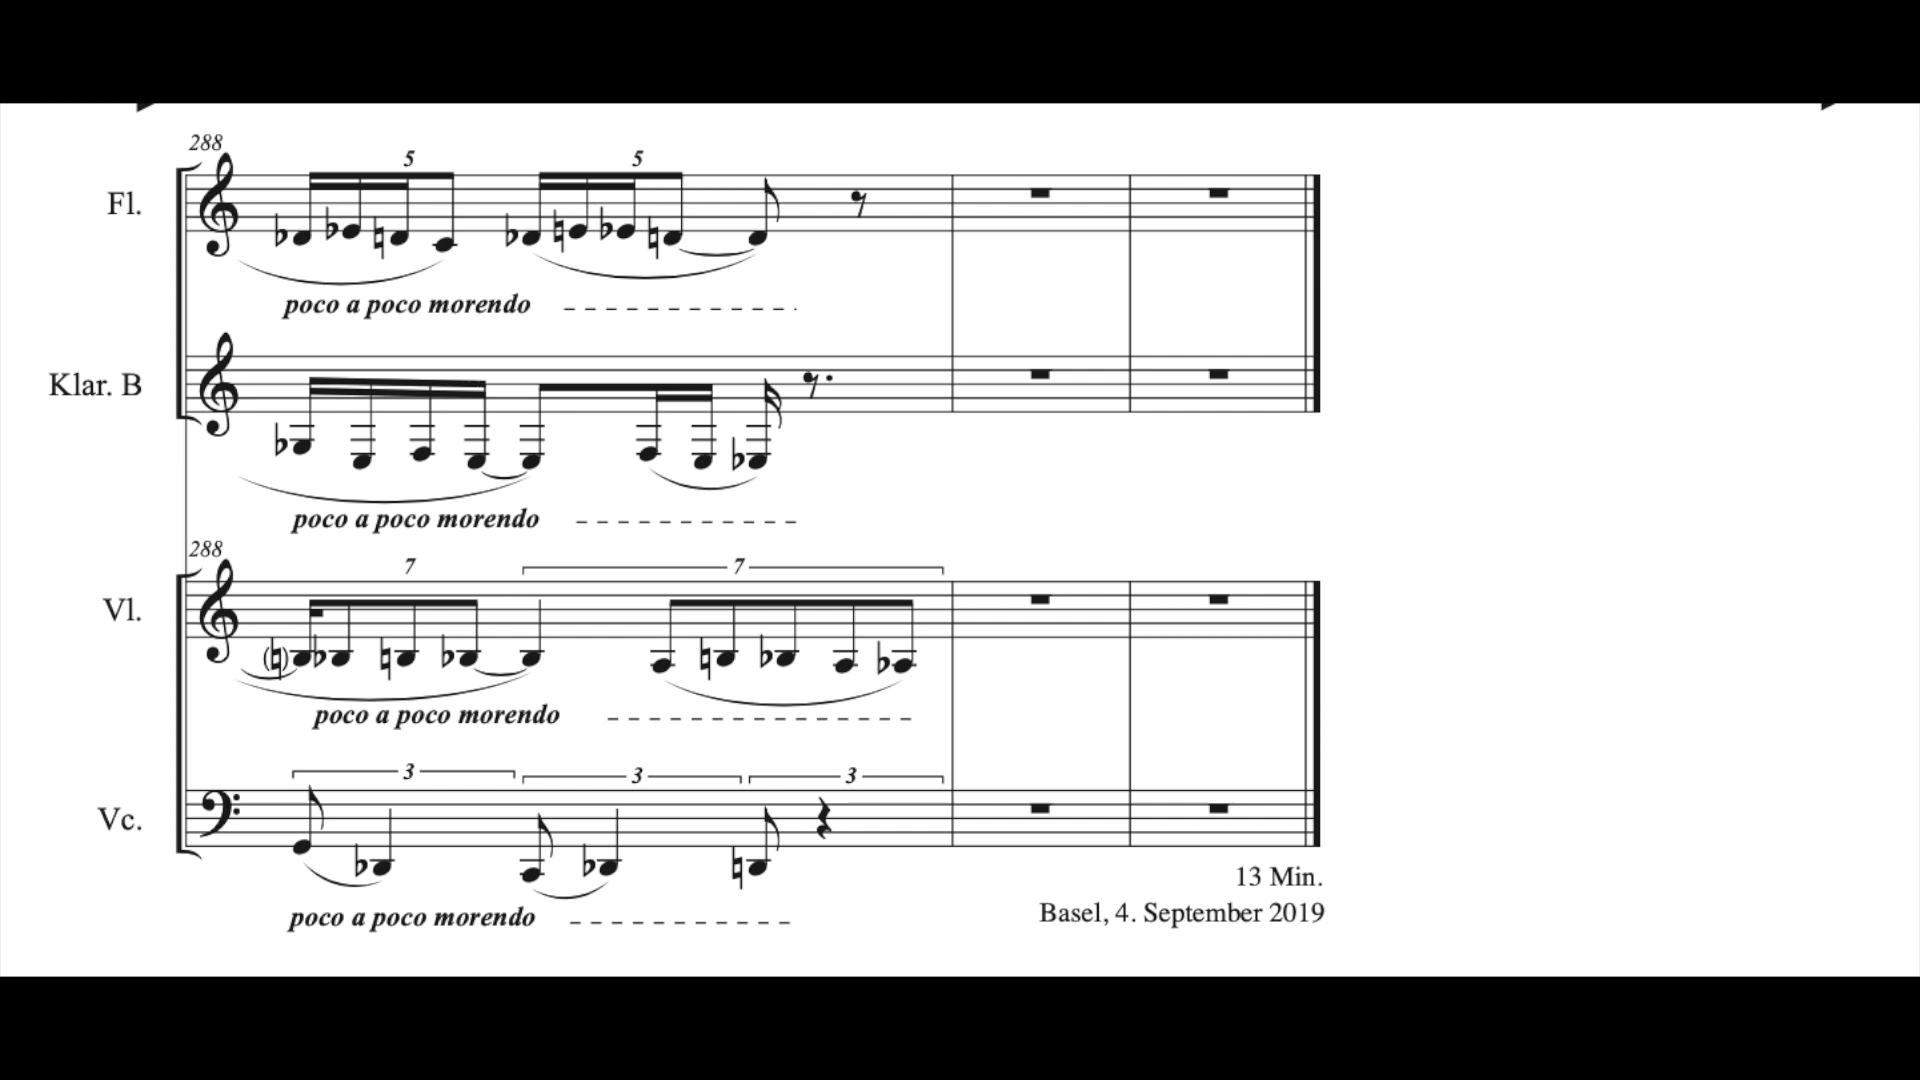 288
5 5
Fl.
poco a poco morendo
Klar. B
poco a poco morendo
288
7 7
Vl.
poco a poco morendo
3 3 3
Vc.
13 Min.
poco a poco morendo
Basel, 4. September 2019